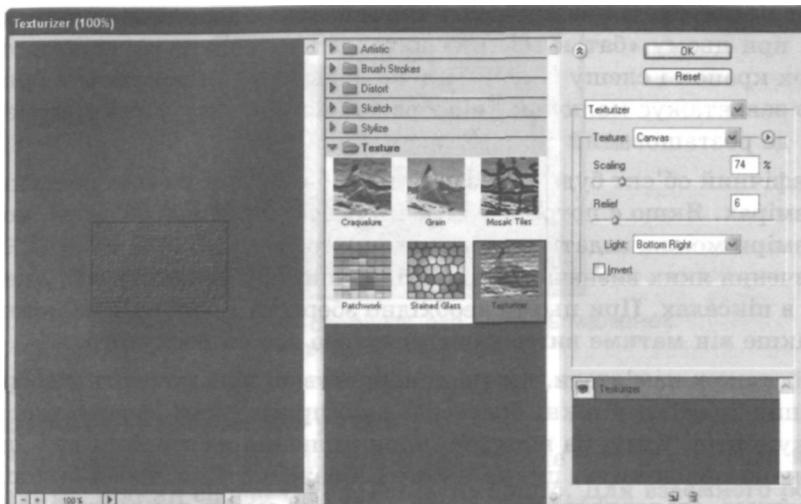 Texturizer (100%)
Artistic
Brush Strokes
Distort
Sketch
Stylize
Texture
Craquelure
Grain
Mosaic Tiles
Patchwork
Stained Glass
Texturizer
100%
OK
Reset
Texturizer
Texture: Canvas
Scaling 74 %
Relief 6
Light: Bottom Right
Invert
Texturizer